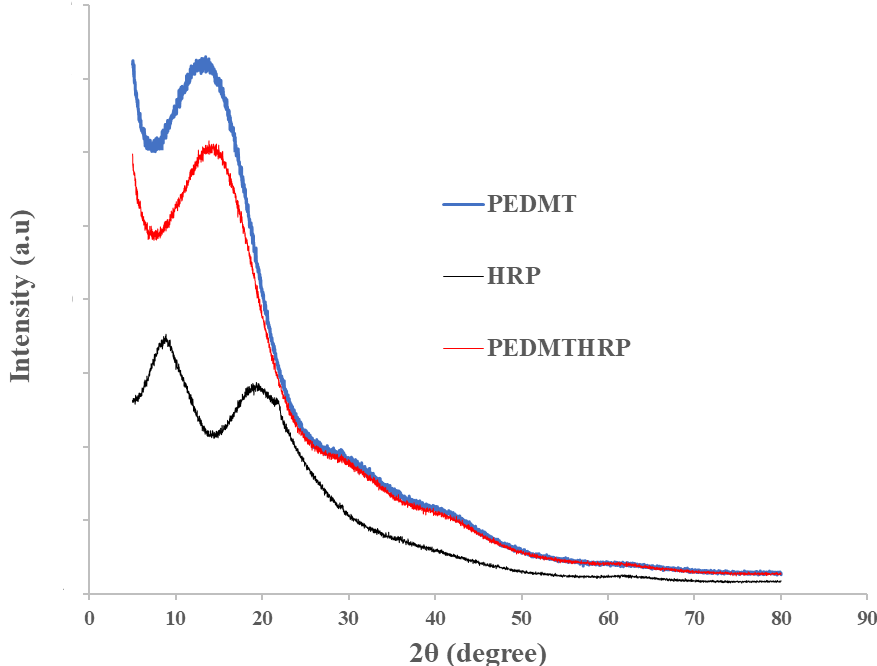 Intensity (a.u)
PEDMT
HRP
PEDMTHRP
0 10 20 30 40 50 60 70 80 90
2θ (degree)